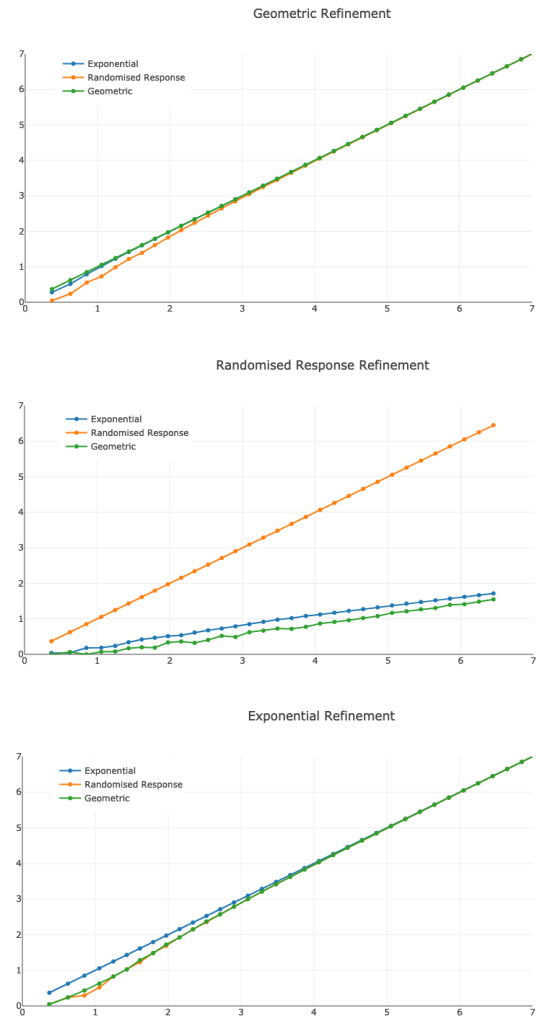 Geometric Refinement
7
6
5
4
3
2
1
0
Exponential
Randomised Response
Geometric
0 1 2 3 4 5 6 7
Randomised Response Refinement
7
6
5
4
3
2
1
0
Exponential
Randomised Response
Geometric
0 1 2 3 4 5 6 7
Exponential Refinement
7
6
5
4
3
2
1
0
Exponential
Randomised Response
Geometric
0 1 2 3 4 5 6 7